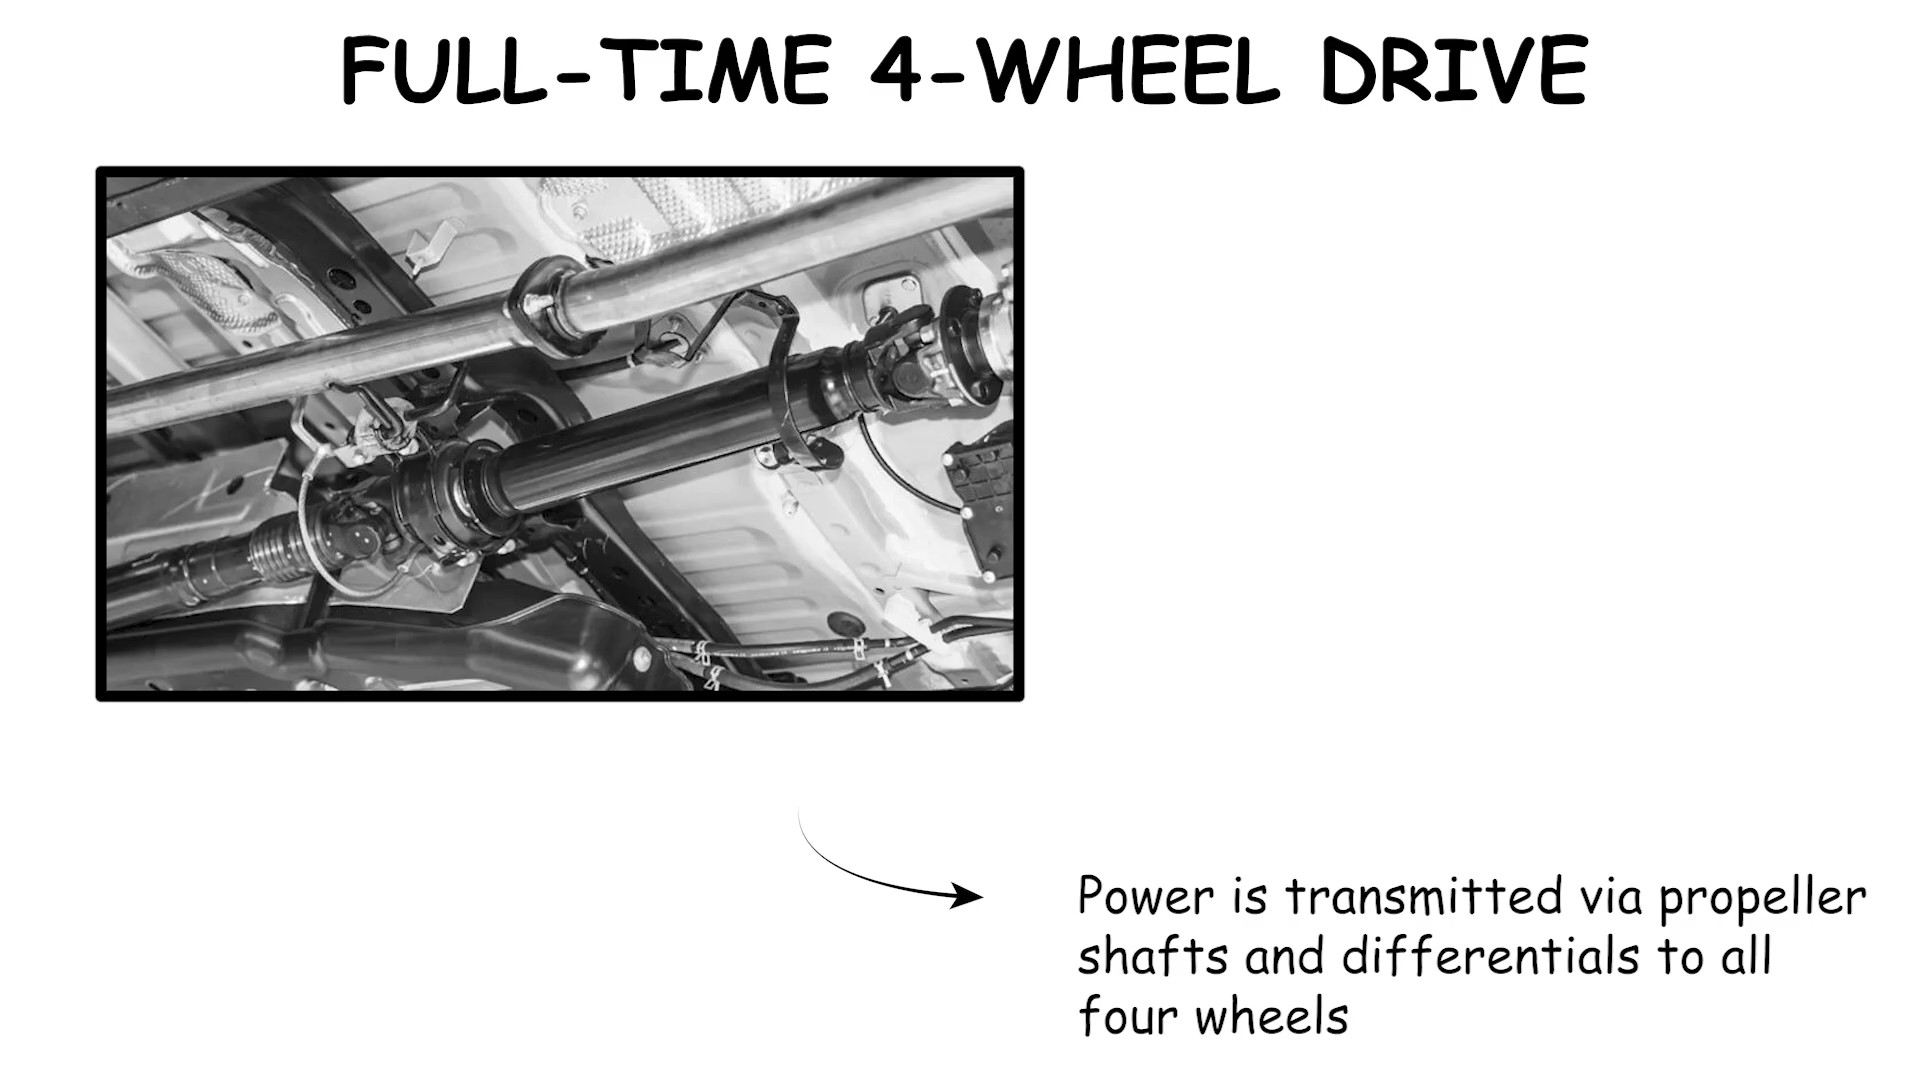 FULL-TIME 4-WHEEL DRIVE
Power is transmitted via propeller
shafts and differentials to all
four wheels